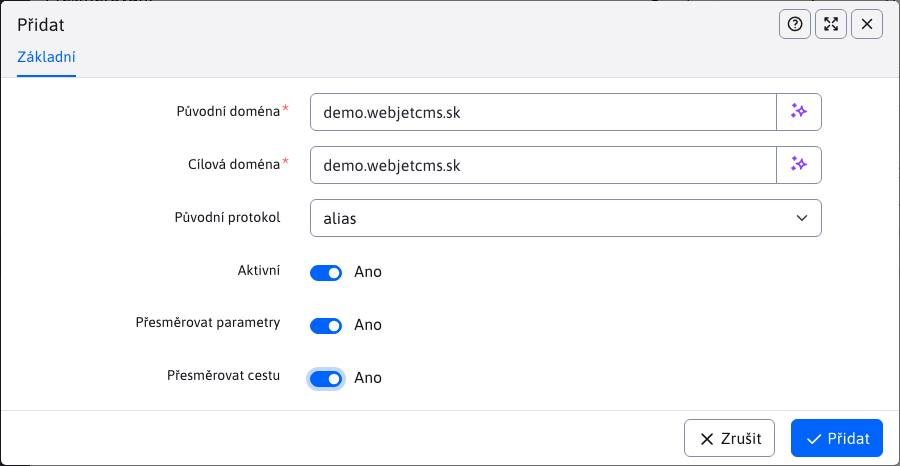 Přidat
Základní
Původní doména*
demo.webjetcms.sk
Cílová doména*
demo.webjetcms.sk
Původní protokol
alias
Aktivní
Ano
Přesměrovat parametry
Ano
Přesměrovat cestu
Ano
Zrušit
Přidat